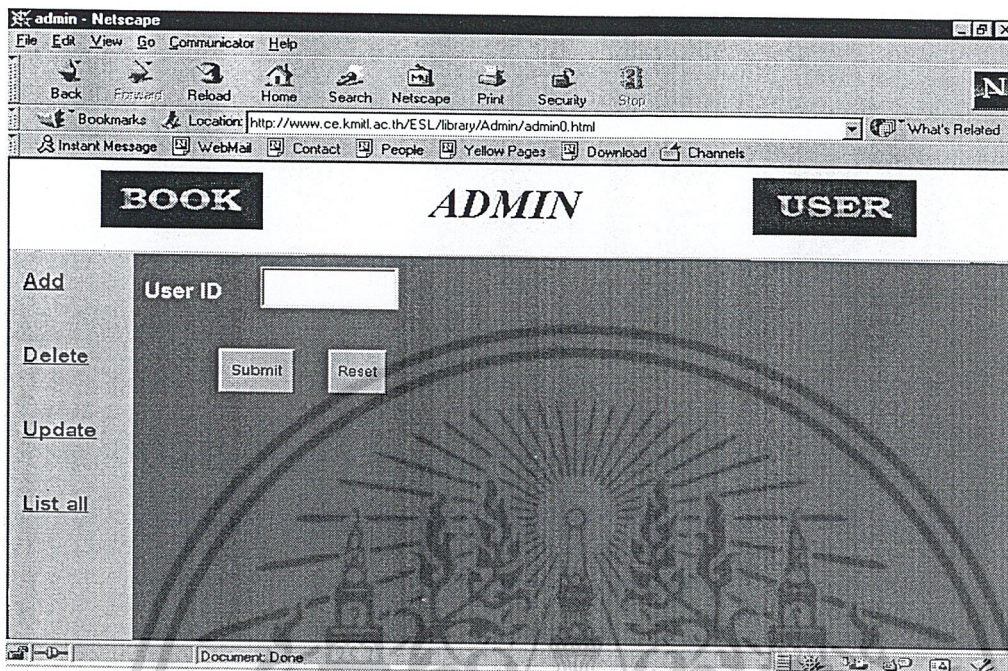 admin - Netscape
File Edit View Go Communicator Help
Back Forward Reload Home Search Netscape Print Security Stop
Bookmarks Location: http://www.ce.kmitl.ac.th/ESL/library/Admin/admin0.html What's Related
Instant Message WebMail Contact People Yellow Pages Download Channels
BOOK ADMIN USER
Add
User ID
Delete
Submit Reset
Update
List all
Document: Done